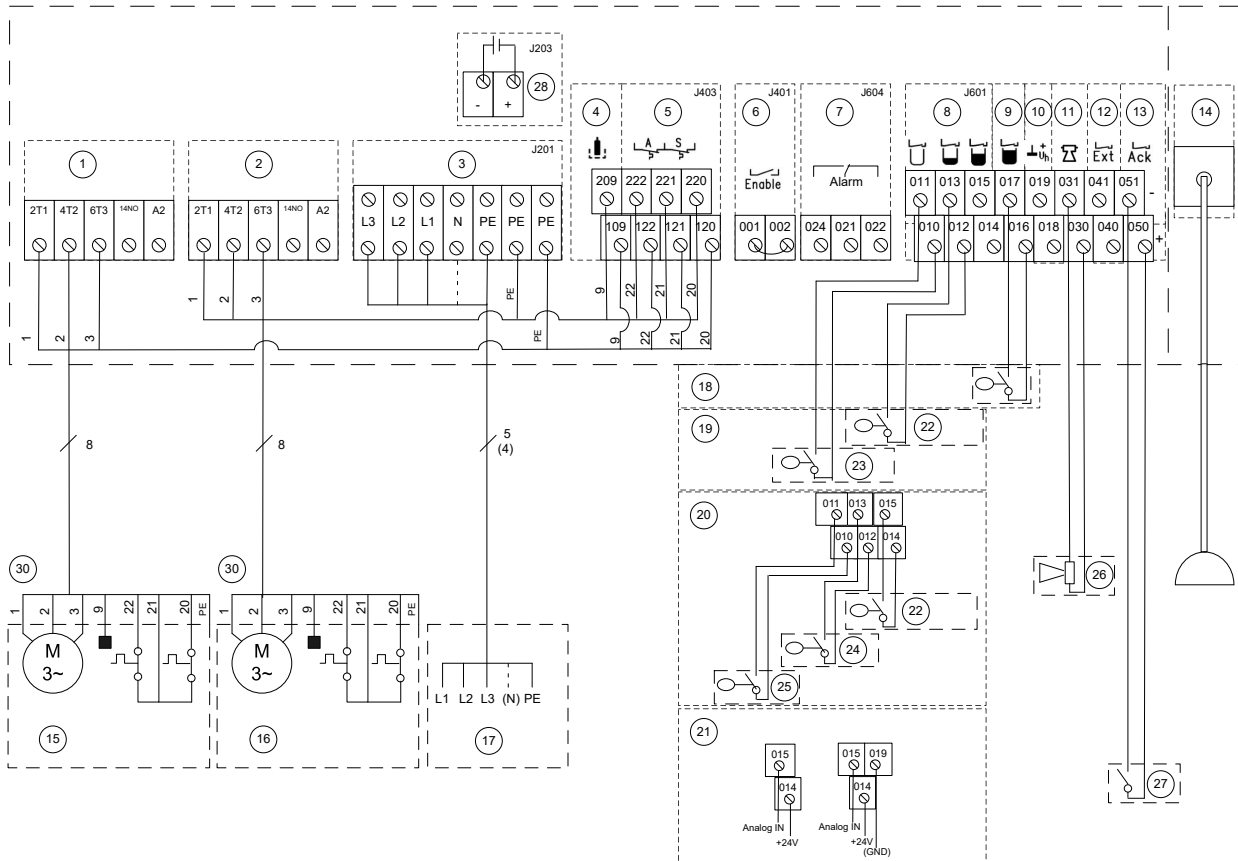 J203
28
- +
4
5
J403
6
J401
7
J604
J601
8
9
10
11
12
13
14
1
2
3
J201
A S
Enable
Alarm
+
Uh
Ext
Ack
2T1 4T2 6T3 14NO A2
2T1 4T2 6T3 14NO A2
L3 L2 L1 N PE PE PE
209 222 221 220
109 122 121 120
001 002
024 021 022
011 013 015 017 019 031 041 051 -
010 012 014 016 018 030 040 050 +
1 2 3 PE 9 22 21 20
1 2 3 PE 9 22 21 20
18
19
22
23
8
8
5
(4)
20
011 013 015
010 012 014
22
24
25
26
27
30
30
1 2 3 9 22 21 20 PE
1 2 3 9 22 21 20 PE
M
3~
M
3~
L1 L2 L3 (N) PE
15
16
17
21
015
014
Analog IN
+24V
015 019
014
Analog IN
+24V
(GND)